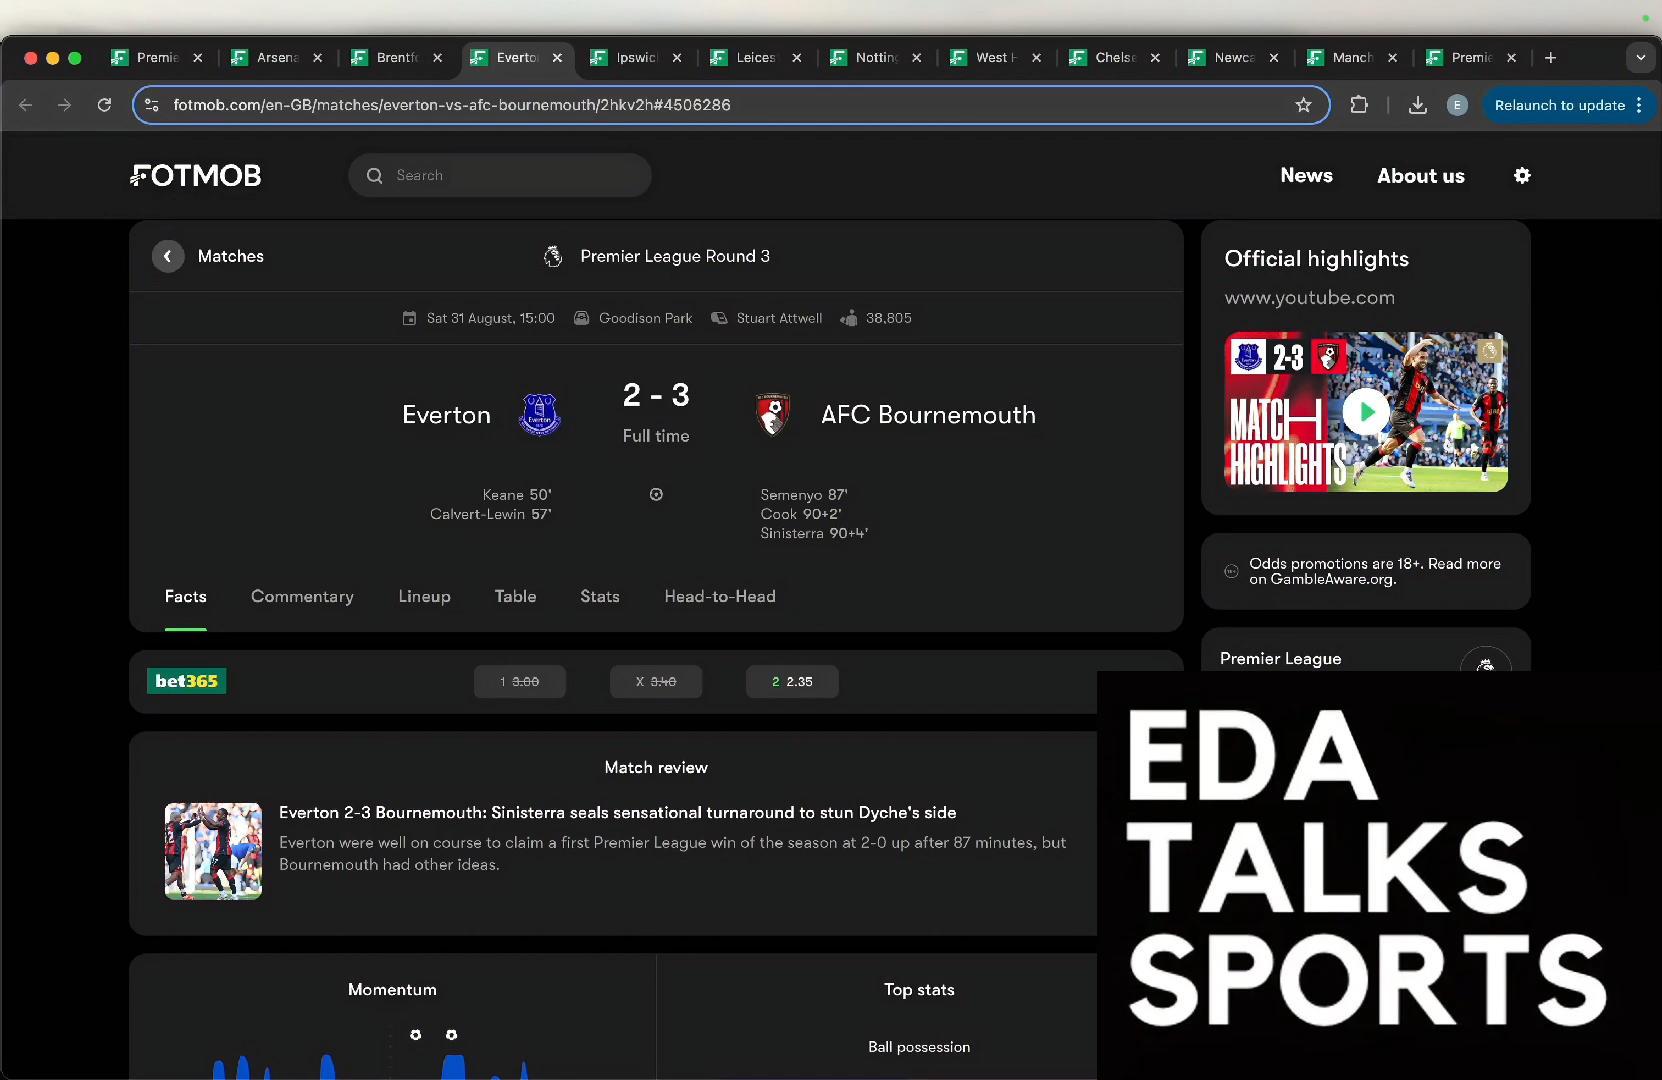 Premie
Arsena
Brentfo
Everto
Ipswic
Leices
Notting
West H
Chelse
Newca
Manch
Premie
fotmob.com/en-GB/matches/everton-vs-afc-bournemouth/2hkv2h#4506286
E
Relaunch to update
FOTMOB
Search
News
About us
Matches
Premier League Round 3
Sat 31 August, 15:00
Goodison Park
Stuart Attwell
38,805
Everton
2 - 3
Full time
AFC Bournemouth
Keane 50'
Calvert-Lewin 57'
Semenyo 87'
Cook 90+2'
Sinisterra 90+4'
Facts
Commentary
Lineup
Table
Stats
Head-to-Head
Official highlights
www.youtube.com
2-3
MATCH
HIGHLIGHTS
Odds promotions are 18+. Read more
on GambleAware.org.
Premier League
bet365
1 3.00
X 3.40
2 2.35
Match review
Everton 2-3 Bournemouth: Sinisterra seals sensational turnaround to stun Dyche's side
Everton were well on course to claim a first Premier League win of the season at 2-0 up after 87 minutes, but
Bournemouth had other ideas.
Momentum
Top stats
Ball possession
EDA
TALKS
SPORTS